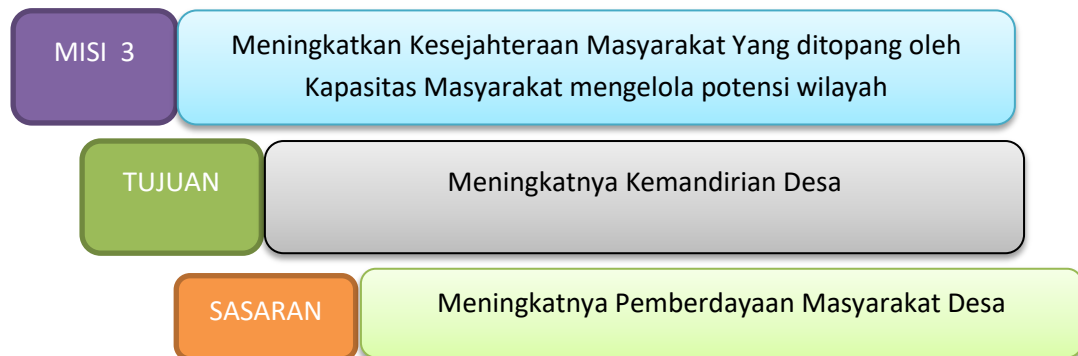 MISI 3
Meningkatkan Kesejahteraan Masyarakat Yang ditopang oleh
Kapasitas Masyarakat mengelola potensi wilayah
TUJUAN
Meningkatnya Kemandirian Desa
SASARAN
Meningkatnya Pemberdayaan Masyarakat Desa